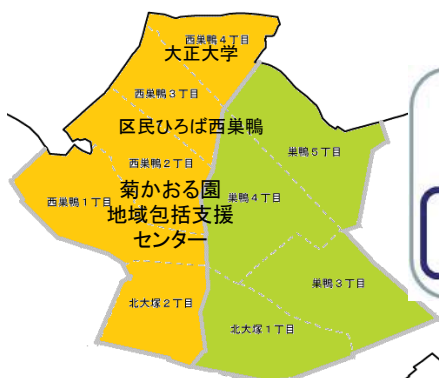 西巣鴨4丁目
大正大学
西巣鴨3丁目
区民ひろば西巣鴨
巣鴨5丁目
西巣鴨2丁目
菊かおる園
巣鴨4丁目
西巣鴨1丁目
地域包括支援
センター
巣鴨3丁目
北大塚2丁目
北大塚1丁目